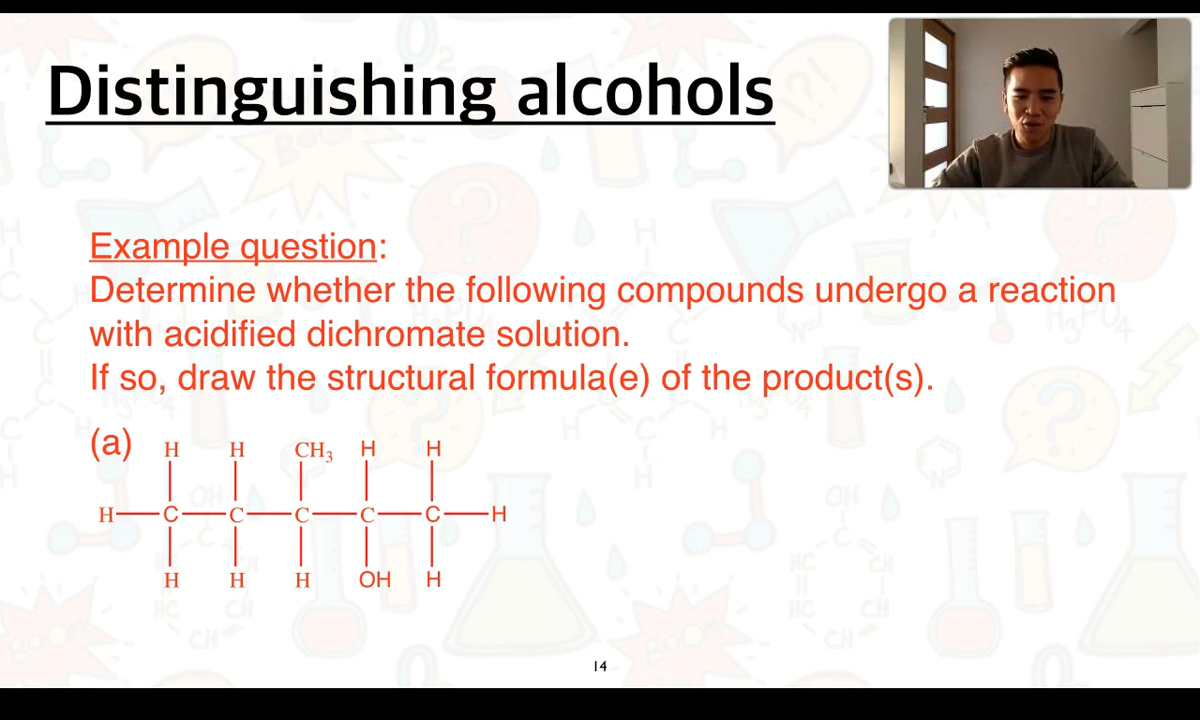 Distinguishing alcohols
Example question:
Determine whether the following compounds undergo a reaction
with acidified dichromate solution.
If so, draw the structural formula(e) of the product(s).
(a)
H H CH₃ H H
H—C—C—C—C—C—H
H H H OH H
14